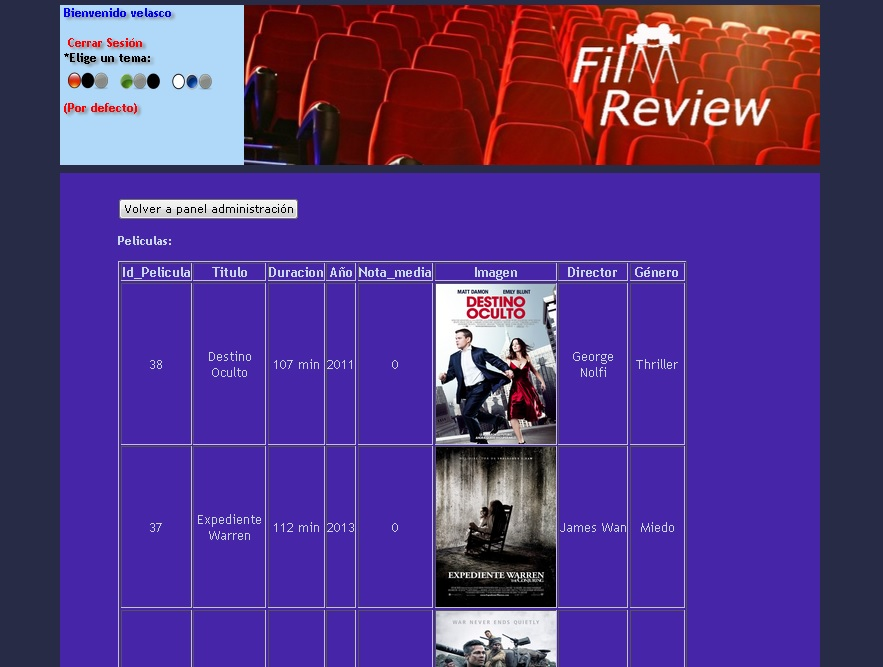 Bienvenido velasco
Cerrar Sesión
*Elige un tema:
(Por defecto)
Film
Review
Volver a panel administración
Peliculas:
Id_Pelicula Titulo Duracion Año Nota_media Imagen Director Género
38 Destino Oculto 107 min 2011 0 George Nolfi Thriller
MATT DAMON EMILY BLUNT
DESTINO
OCULTO
37 Expediente Warren 112 min 2013 0 James Wan Miedo
EXPEDIENTE WARREN
THE CONJURING
WAR NEVER ENDS QUIETLY